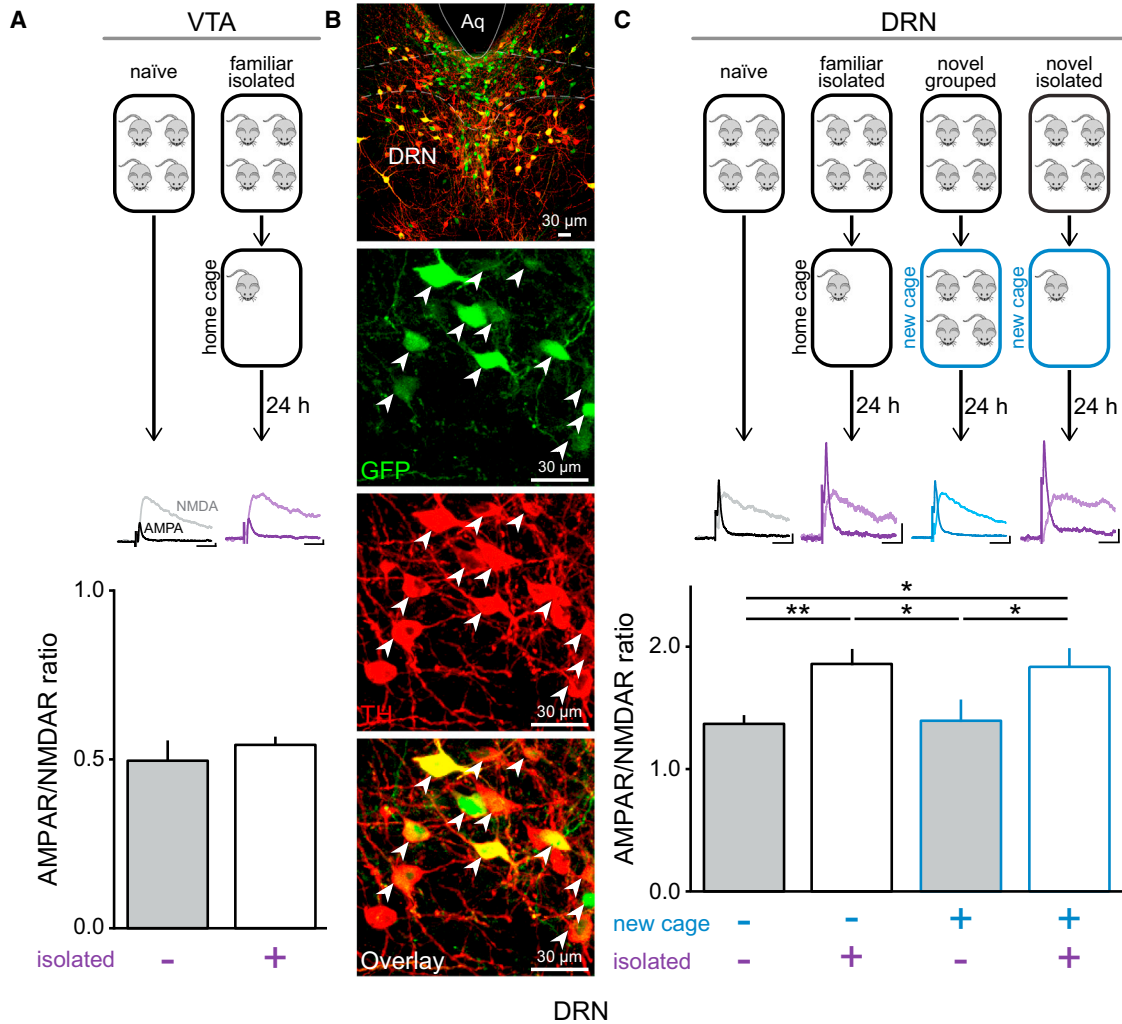 A
VTA
naïve
familiar
isolated
home cage
24 h
NMDA
AMPA
AMPAR/NMDAR ratio
1.0
0.5
0.0
isolated
-
+
B
Aq
DRN
30 µm
GFP
30 µm
TH
30 µm
Overlay
30 µm
DRN
C
DRN
naïve
familiar
isolated
novel
grouped
novel
isolated
home cage
new cage
new cage
24 h
24 h
24 h
*
**
*
*
AMPAR/NMDAR ratio
2.0
1.0
0.0
new cage
- - + +
isolated
- + - +